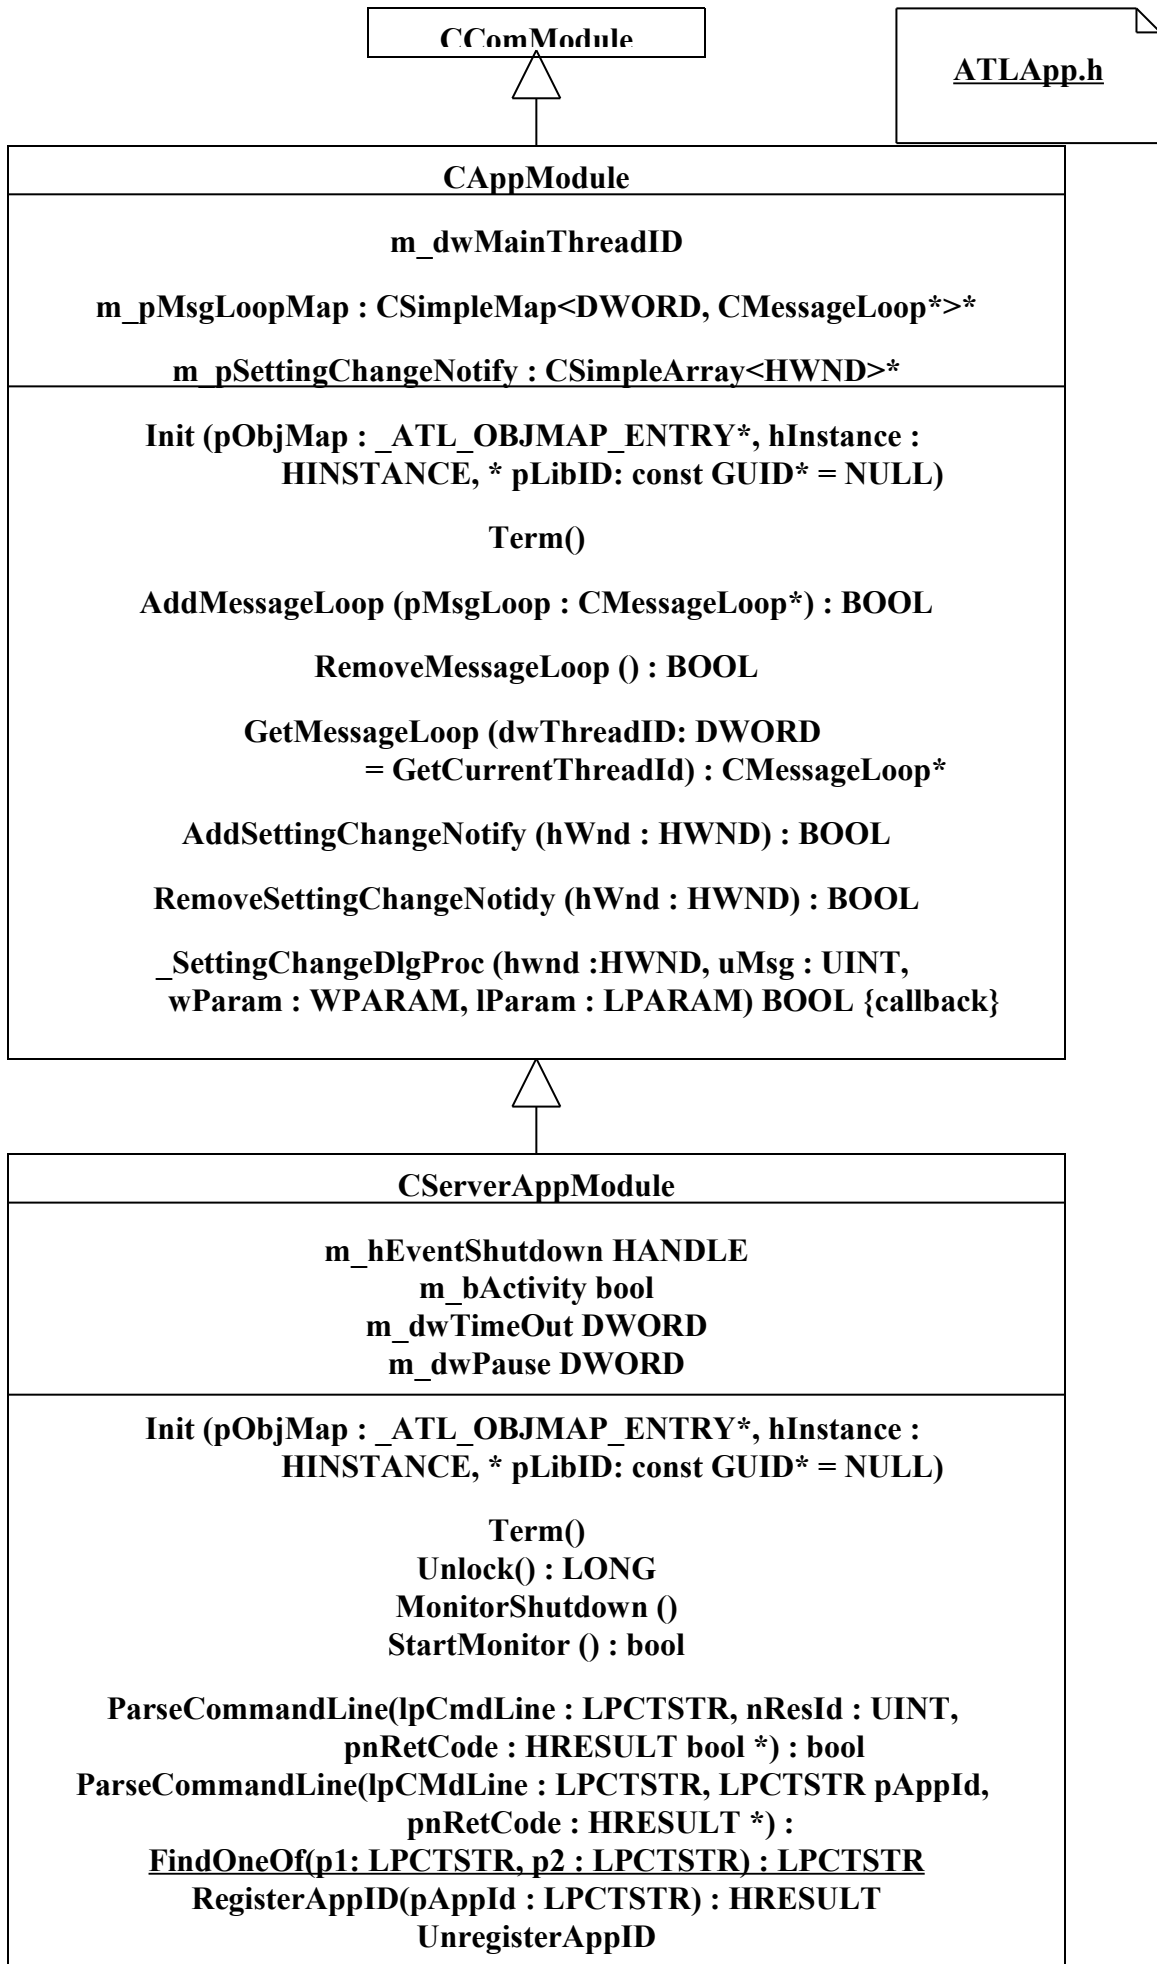 CComModule
ATLApp.h
CAppModule
m_dwMainThreadID
m_pMsgLoopMap : CSimpleMap<DWORD, CMessageLoop*>*
m_pSettingChangeNotify : CSimpleArray<HWND>*
Init (pObjMap : _ATL_OBJMAP_ENTRY*, hInstance :
HINSTANCE, * pLibID: const GUID* = NULL)
Term()
AddMessageLoop (pMsgLoop : CMessageLoop*) : BOOL
RemoveMessageLoop () : BOOL
GetMessageLoop (dwThreadID: DWORD
= GetCurrentThreadId) : CMessageLoop*
AddSettingChangeNotify (hWnd : HWND) : BOOL
RemoveSettingChangeNotidy (hWnd : HWND) : BOOL
_SettingChangeDlgProc (hwnd :HWND, uMsg : UINT,
wParam : WPARAM, lParam : LPARAM) BOOL {callback}
CServerAppModule
m_hEventShutdown HANDLE
m_bActivity bool
m_dwTimeOut DWORD
m_dwPause DWORD
Init (pObjMap : _ATL_OBJMAP_ENTRY*, hInstance :
HINSTANCE, * pLibID: const GUID* = NULL)
Term()
Unlock() : LONG
MonitorShutdown ()
StartMonitor () : bool
ParseCommandLine(lpCmdLine : LPCTSTR, nResId : UINT,
pnRetCode : HRESULT bool *) : bool
ParseCommandLine(lpCMdLine : LPCTSTR, LPCTSTR pAppId,
pnRetCode : HRESULT *) :
FindOneOf(p1: LPCTSTR, p2 : LPCTSTR) : LPCTSTR
RegisterAppID(pAppId : LPCTSTR) : HRESULT
UnregisterAppID